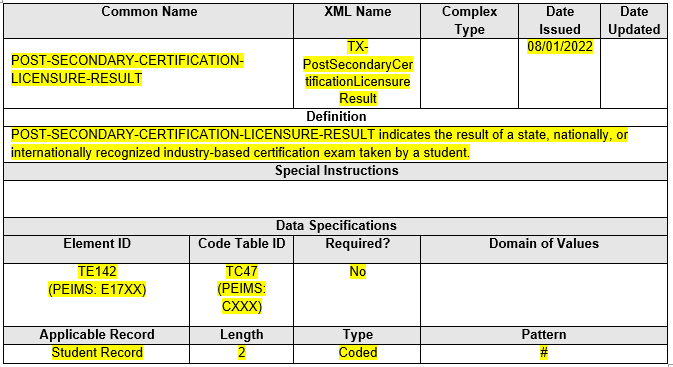 Common Name XML Name Complex Type Date Issued Date Updated
POST-SECONDARY-CERTIFICATION-
LICENSURE-RESULT
TX-
PostSecondaryCer
tificationLicensure
Result
08/01/2022
Definition
POST-SECONDARY-CERTIFICATION-LICENSURE-RESULT indicates the result of a state, nationally, or
internationally recognized industry-based certification exam taken by a student.
Special Instructions
Data Specifications
Element ID Code Table ID Required? Domain of Values
TE142
(PEIMS: E17XX)
TC47
(PEIMS:
CXXX)
No
Applicable Record Length Type Pattern
Student Record 2 Coded #